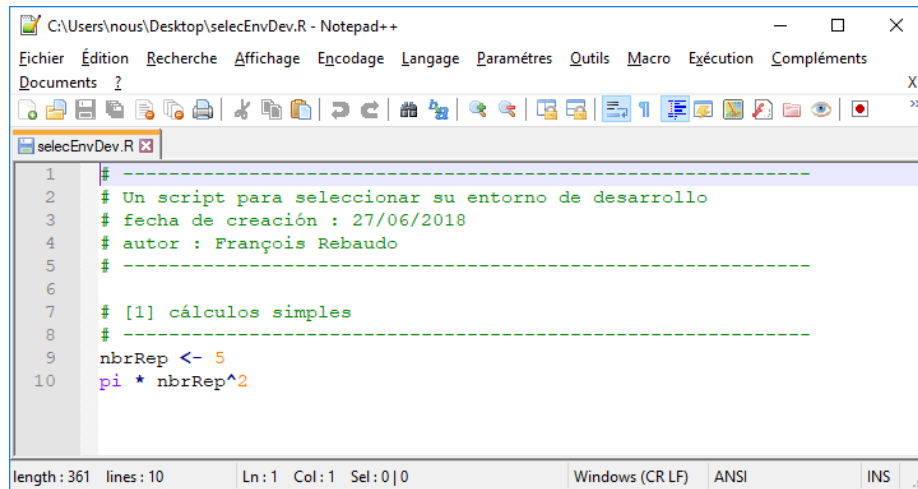 C:\Users\nous\Desktop\selecEnvDev.R - Notepad++
Fichier Édition Recherche Affichage Encodage Langage Paramétres Outils Macro Exécution Compléments
Documents ? X
selecEnvDev.R
1 # ------------------------------------------------------------
2 # Un script para seleccionar su entorno de desarrollo
3 # fecha de creación : 27/06/2018
4 # autor : François Rebaudo
5 # ------------------------------------------------------------
6
7 # [1] cálculos simples
8 # ------------------------------------------------------------
9 nbrRep <- 5
10 pi * nbrRep^2
length : 361 lines : 10 Ln : 1 Col : 1 Sel : 0 | 0 Windows (CR LF) ANSI INS